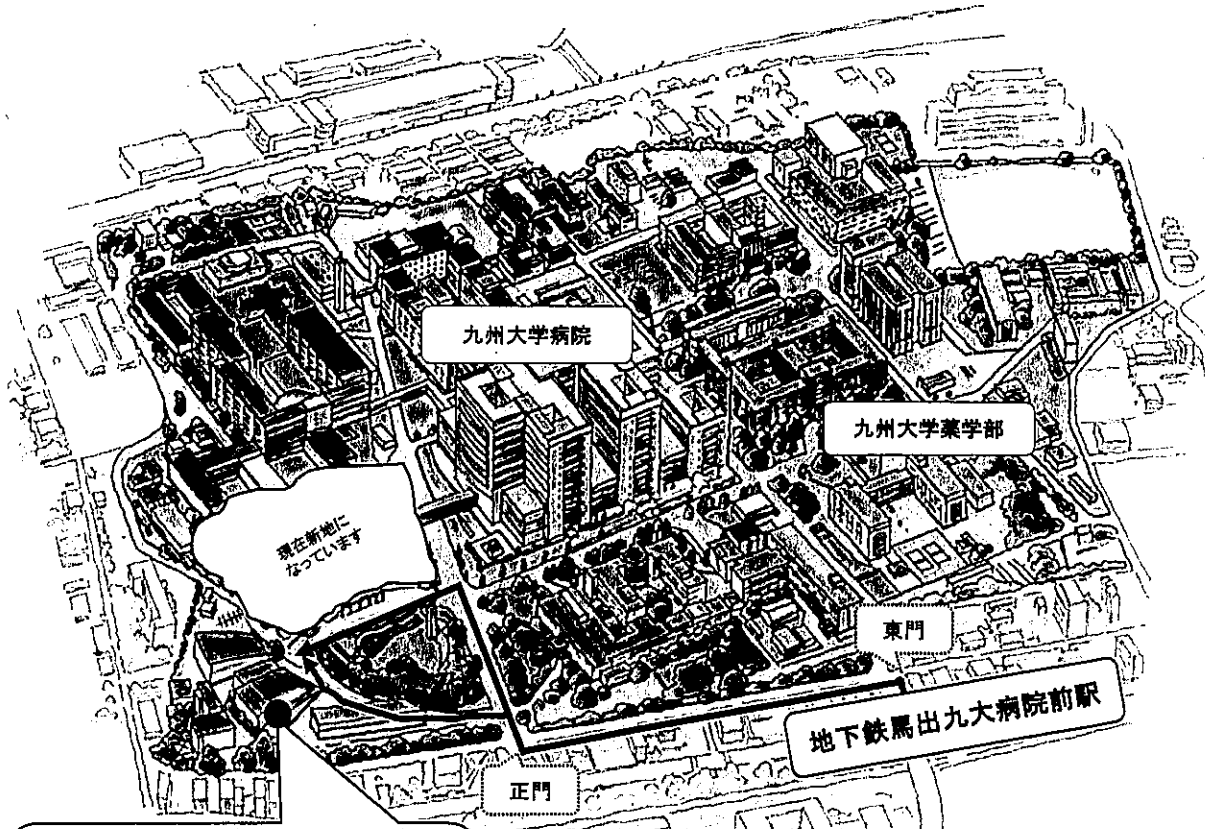 九州大学病院
九州大学薬学部
現在新地に
なっています
東門
地下鉄馬出九大病院前駅
正門